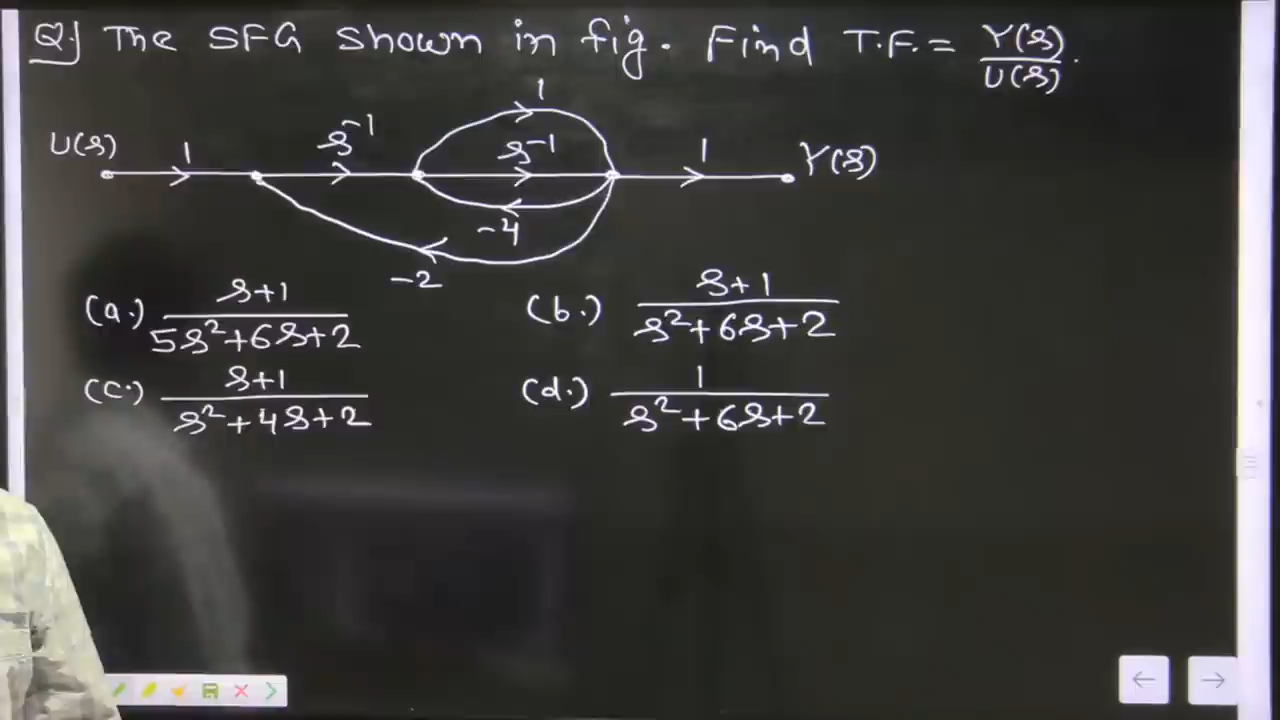 Q.) The SFG shown in fig. Find T.F. = Y(s)/U(s).
U(s) 1 s⁻¹ 1 s⁻¹ 1 Y(s)
-4
-2
(a.) s+1/5s²+6s+2 (b.) s+1/s²+6s+2
(c.) s+1/s²+4s+2 (d.) 1/s²+6s+2